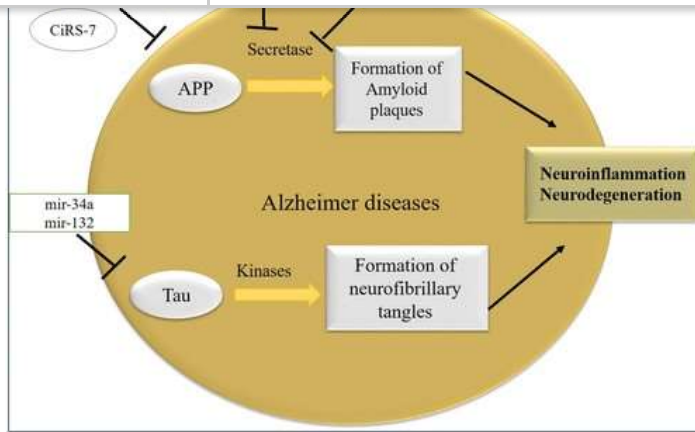 CiRS-7
Secretase
APP
Formation of
Amyloid
plaques
Neuroinflammation
Neurodegeneration
mir-34a
mir-132
Alzheimer diseases
Kinases
Tau
Formation of
neurofibrillary
tangles